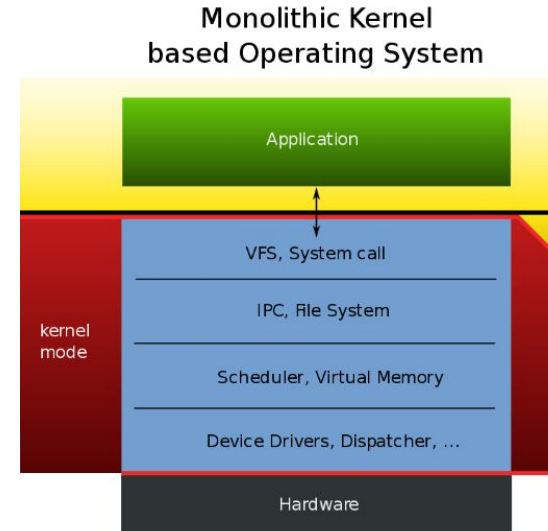 Monolithic Kernel
based Operating System
Application
VFS, System call
IPC, File System
kernel
mode
Scheduler, Virtual Memory
Device Drivers, Dispatcher, ...
Hardware